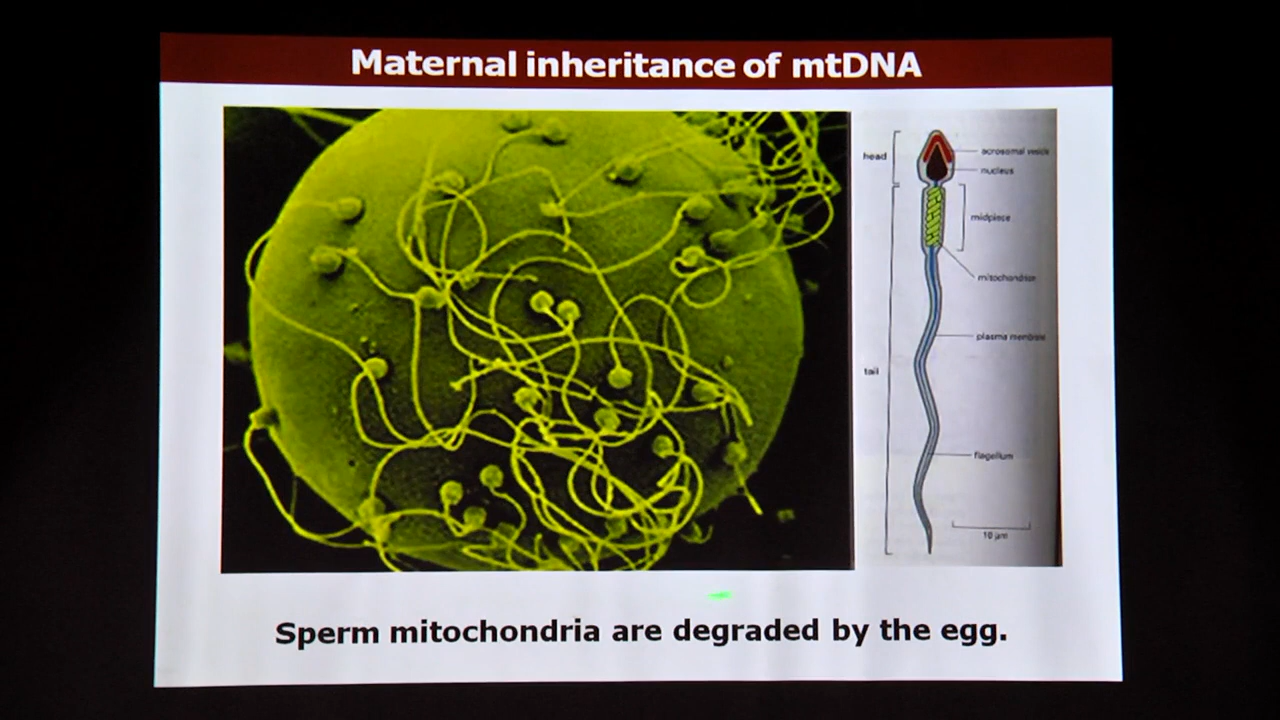 Maternal inheritance of mtDNA
head
acrosomal vesicle
nucleus
midpiece
mitochondrion
plasma membrane
tail
flagellum
10 µm
Sperm mitochondria are degraded by the egg.